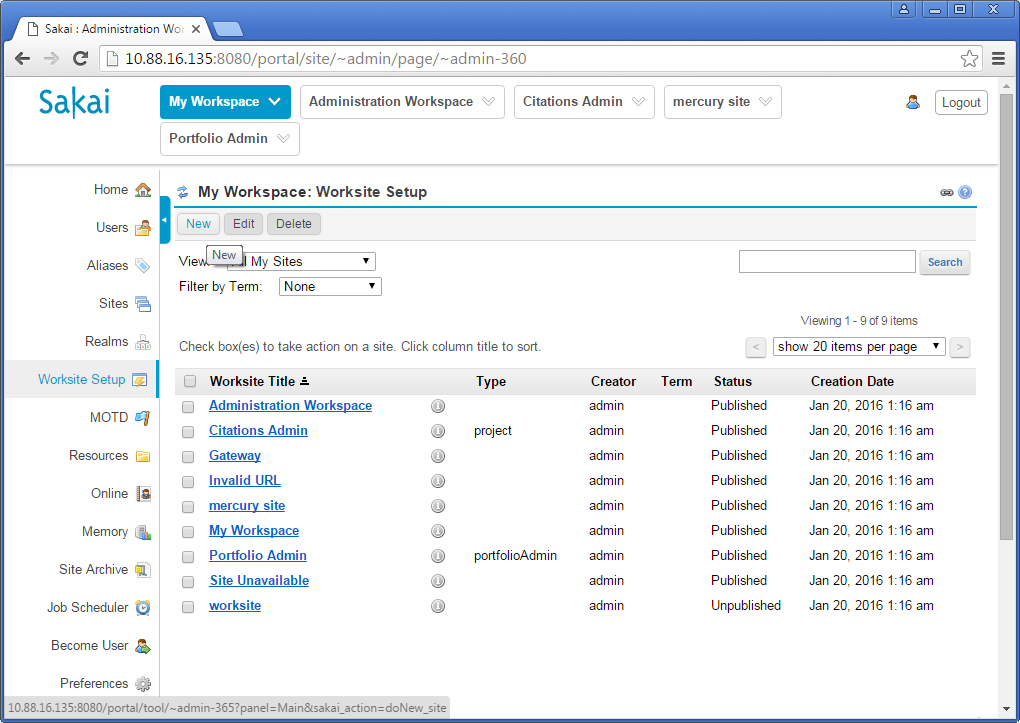 Sakai : Administration Wo
10.88.16.135:8080/portal/site/~admin/page/~admin-360
Sakai
My Workspace
Administration Workspace
Citations Admin
mercury site
Logout
Portfolio Admin
Home
Users
Aliases
Sites
Realms
Worksite Setup
MOTD
Resources
Online
Memory
Site Archive
Job Scheduler
Become User
Preferences
My Workspace: Worksite Setup
New Edit Delete
New
View My Sites
Search
Filter by Term: None
Viewing 1 - 9 of 9 items
Check box(es) to take action on a site. Click column title to sort.
< show 20 items per page >
Worksite Title Type Creator Term Status Creation Date
Administration Workspace admin Published Jan 20, 2016 1:16 am
Citations Admin project admin Published Jan 20, 2016 1:16 am
Gateway admin Published Jan 20, 2016 1:16 am
Invalid URL admin Published Jan 20, 2016 1:16 am
mercury site admin Published Jan 20, 2016 1:16 am
My Workspace admin Published Jan 20, 2016 1:16 am
Portfolio Admin portfolioAdmin admin Published Jan 20, 2016 1:16 am
Site Unavailable admin Published Jan 20, 2016 1:16 am
worksite admin Unpublished Jan 20, 2016 1:16 am
10.88.16.135:8080/portal/tool/~admin-365?panel=Main&sakai_action=doNew_site